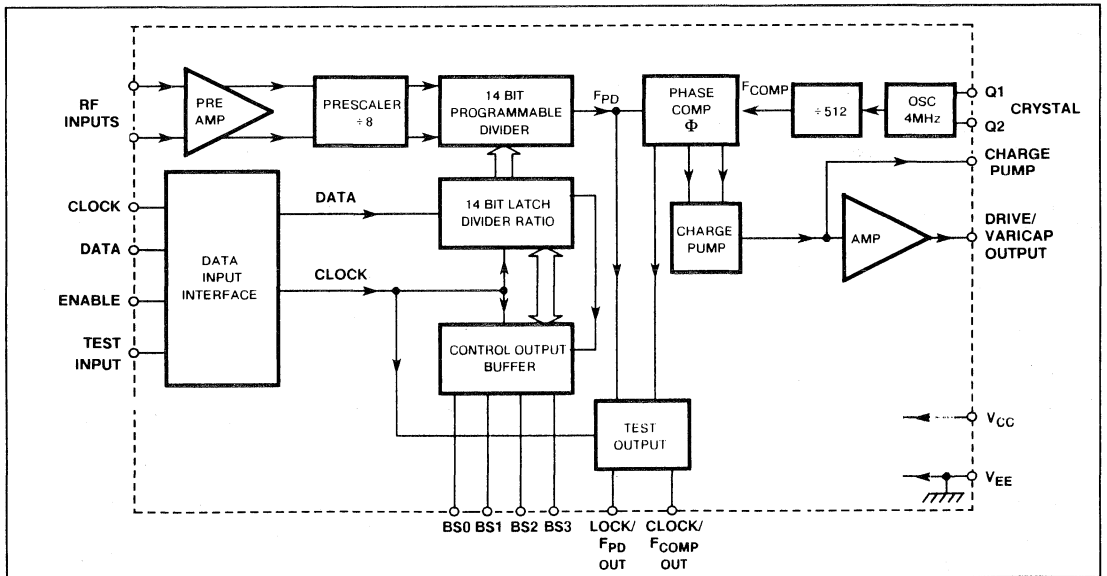 RF
INPUTS
PRE
AMP
PRESCALER
÷8
14 BIT
PROGRAMMABLE
DIVIDER
FPD
PHASE
COMP
Φ
FCOMP
÷512
OSC
4MHz
Q1
Q2
CRYSTAL
CHARGE
PUMP
DRIVE/
VARICAP
OUTPUT
CHARGE
PUMP
AMP
CLOCK
DATA
ENABLE
TEST
INPUT
DATA
INPUT
INTERFACE
DATA
CLOCK
14 BIT LATCH
DIVIDER RATIO
CONTROL OUTPUT
BUFFER
TEST
OUTPUT
VCC
VEE
BS0 BS1 BS2 BS3
LOCK/
FPD
OUT
CLOCK/
FCOMP
OUT